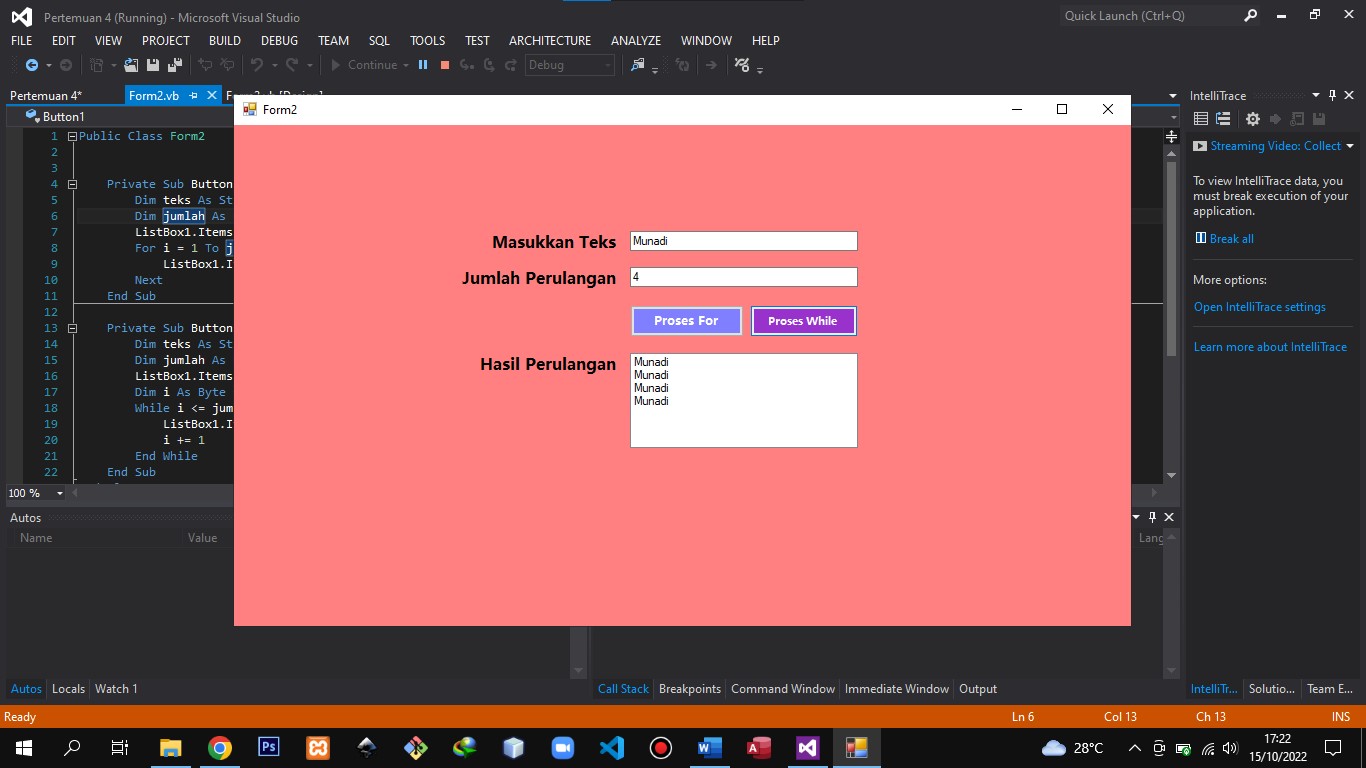 Pertemuan 4 (Running) - Microsoft Visual Studio
Quick Launch (Ctrl+Q)
FILE EDIT VIEW PROJECT BUILD DEBUG TEAM SQL TOOLS TEST ARCHITECTURE ANALYZE WINDOW HELP
Continue
Debug
Pertemuan 4*
Form2.vb
Button1
1 Public Class Form2
2
3
4 Private Sub Button
5 Dim teks As St
6 Dim jumlah As
7 ListBox1.Items
8 For i = 1 To j
9 ListBox1.I
10 Next
11 End Sub
12
13 Private Sub Button
14 Dim teks As St
15 Dim jumlah As
16 ListBox1.Items
17 Dim i As Byte
18 While i <= jum
19 ListBox1.I
20 i += 1
21 End While
22 End Sub
100 %
Form2
Masukkan Teks
Munadi
Jumlah Perulangan
4
Proses For
Proses While
Hasil Perulangan
Munadi
Munadi
Munadi
Munadi
IntelliTrace
Streaming Video: Collect
To view IntelliTrace data, you
must break execution of your
application.
Break all
More options:
Open IntelliTrace settings
Learn more about IntelliTrace
Autos
Name Value
Lang
Autos Locals Watch 1
Call Stack Breakpoints Command Window Immediate Window Output
IntelliTr... Solutio... Team E...
Ready
Ln 6 Col 13 Ch 13 INS
Ps
28°C
17:22
15/10/2022